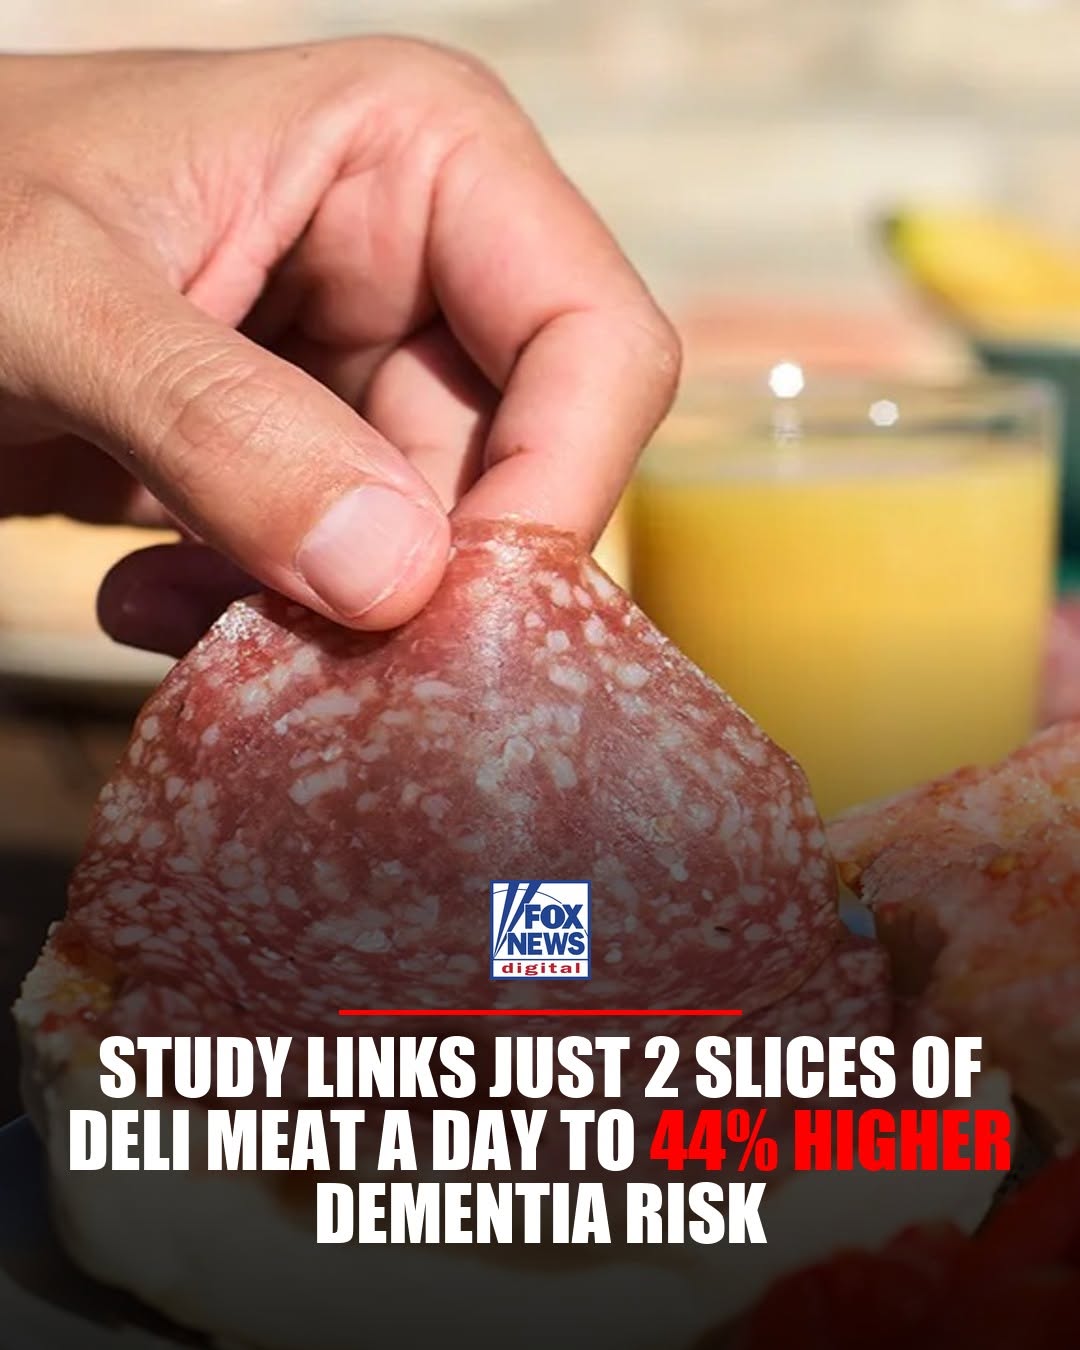 FOX
NEWS
digital
STUDY LINKS JUST 2 SLICES OF
DELI MEAT A DAY TO 44% HIGHER
DEMENTIA RISK